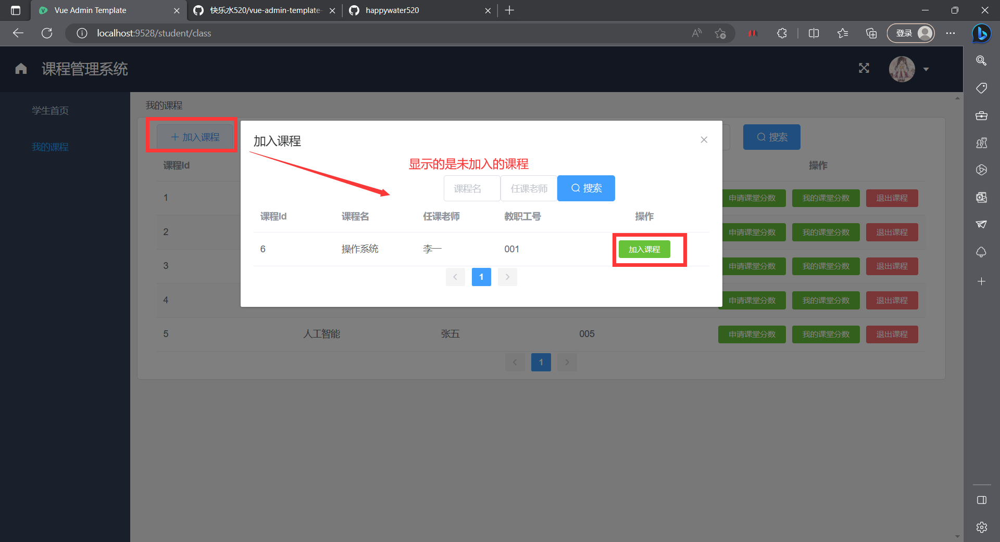 Vue Admin Template
快乐水520/vue-admin-template-
happywater520
localhost:9528/student/class
登录
课程管理系统
学生首页
我的课程
我的课程
+ 加入课程
搜索
课程Id
操作
1
申请课堂分数 我的课堂分数 退出课程
2
申请课堂分数 我的课堂分数 退出课程
3
申请课堂分数 我的课堂分数 退出课程
4
申请课堂分数 我的课堂分数 退出课程
5 人工智能 张五 005 申请课堂分数 我的课堂分数 退出课程
1
加入课程
显示的是未加入的课程
课程名 任课老师 搜索
课程Id 课程名 任课老师 教职工号 操作
6 操作系统 李一 001 加入课程
1